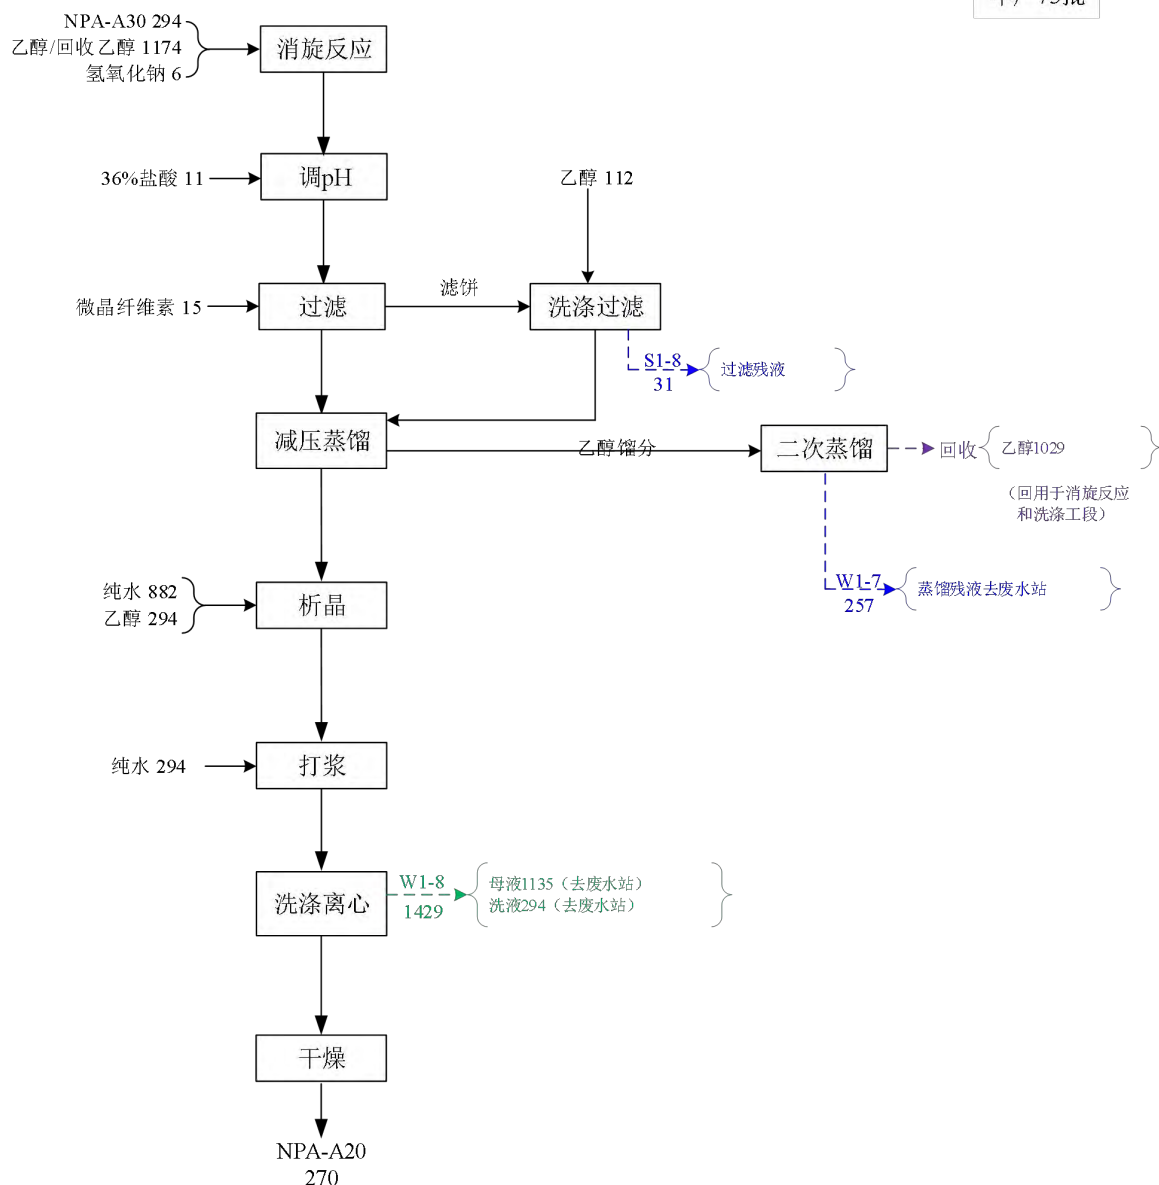 NPA-A30 294
乙醇/回收乙醇 1174
氢氧化钠 6
消旋反应
36%盐酸 11
调pH
乙醇 112
微晶纤维素 15
过滤
滤饼
洗涤过滤
S1-8
31
过滤残液
减压蒸馏
乙醇馏分
二次蒸馏
回收
乙醇1029
（回用于消旋反应
和洗涤工段）
W1-7
257
蒸馏残液去废水站
纯水 882
乙醇 294
析晶
纯水 294
打浆
洗涤离心
W1-8
1429
母液1135（去废水站）
洗液294（去废水站）
干燥
NPA-A20
270